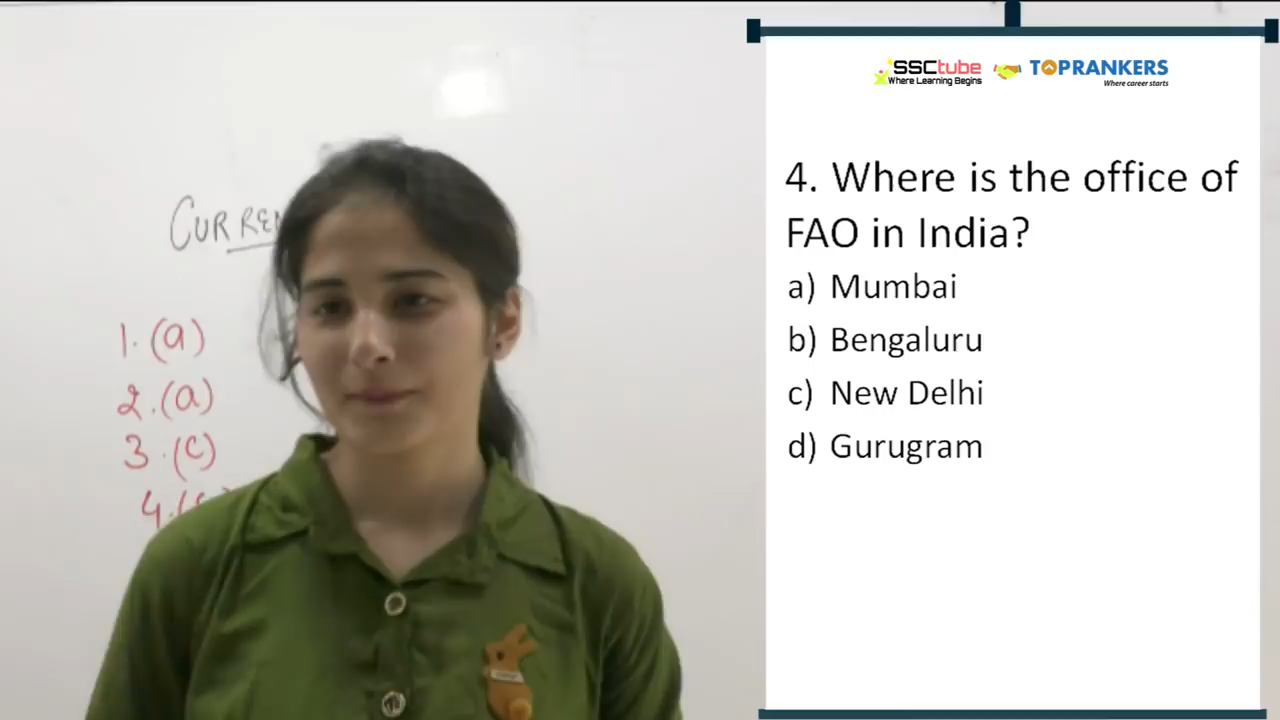 SSCtube
Where Learning Begins
TOPRANKERS
Where career starts
4. Where is the office of
FAO in India?
a) Mumbai
b) Bengaluru
c) New Delhi
d) Gurugram
1. (a)
2. (a)
3. (c)
4.